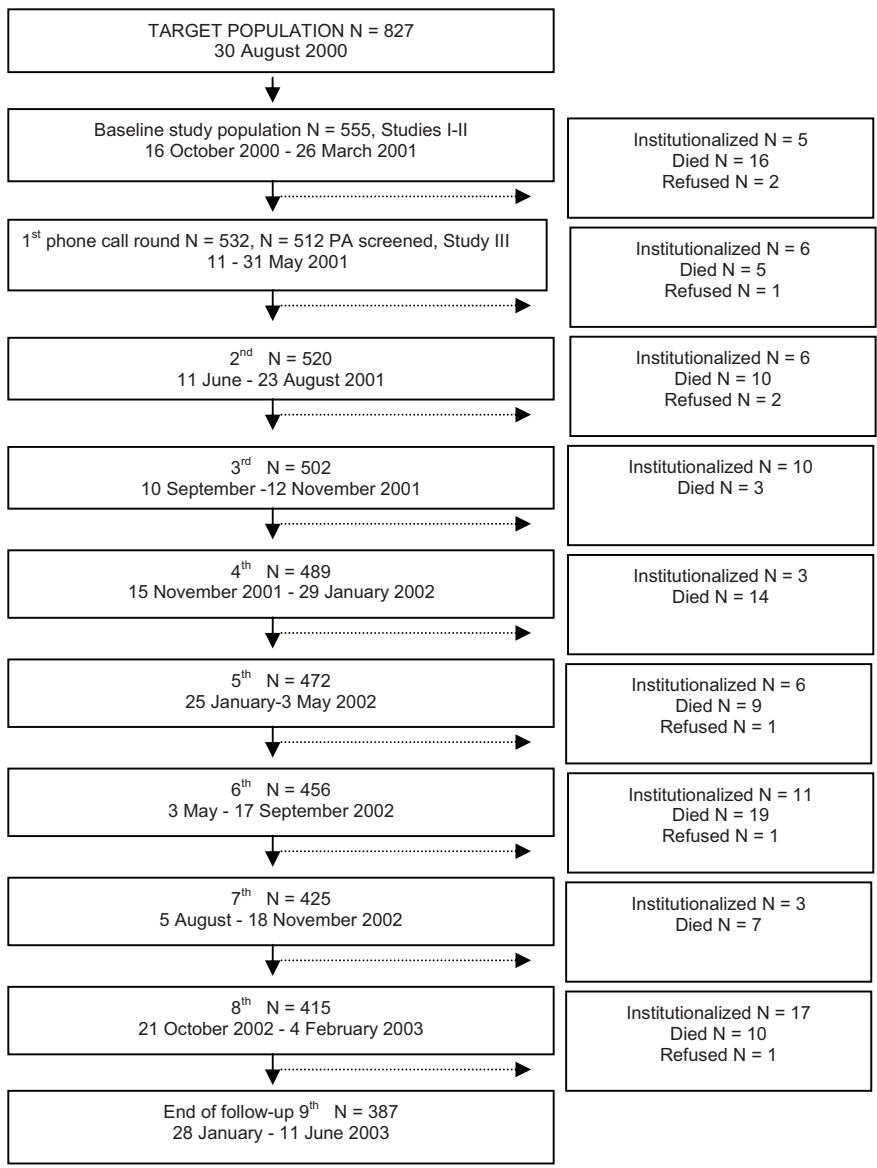 TARGET POPULATION N = 827
30 August 2000
Baseline study population N = 555, Studies I-II
16 October 2000 - 26 March 2001
Institutionalized N = 5
Died N = 16
Refused N = 2
1st phone call round N = 532, N = 512 PA screened, Study III
11 - 31 May 2001
Institutionalized N = 6
Died N = 5
Refused N = 1
2nd N = 520
11 June - 23 August 2001
Institutionalized N = 6
Died N = 10
Refused N = 2
3rd N = 502
10 September -12 November 2001
Institutionalized N = 10
Died N = 3
4th N = 489
15 November 2001 - 29 January 2002
Institutionalized N = 3
Died N = 14
5th N = 472
25 January-3 May 2002
Institutionalized N = 6
Died N = 9
Refused N = 1
6th N = 456
3 May - 17 September 2002
Institutionalized N = 11
Died N = 19
Refused N = 1
7th N = 425
5 August - 18 November 2002
Institutionalized N = 3
Died N = 7
8th N = 415
21 October 2002 - 4 February 2003
Institutionalized N = 17
Died N = 10
Refused N = 1
End of follow-up 9th N = 387
28 January - 11 June 2003